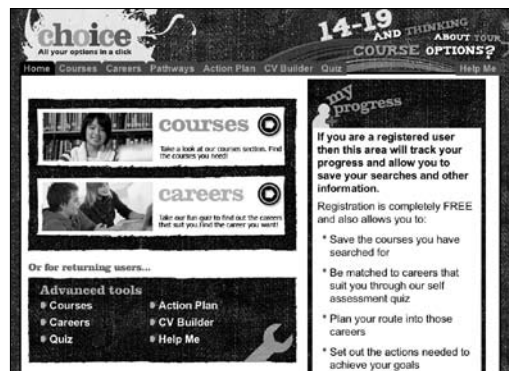 choice
All your options in a click
14-19 AND THINKING
ABOUT YOUR
COURSE OPTIONS?
Home Courses Careers Pathways Action Plan CV Builder Quiz Help Me
courses
Take a look at our courses section. Find
the courses you need!
careers
Take our fun quiz to find out the careers
that suit you.Find the career you want!
Or for returning users...
Advanced tools
Courses
Careers
Quiz
Action Plan
CV Builder
Help Me
my
progress
If you are a registered user
then this area will track your
progress and allow you to
save your searches and other
information.
Registration is completely FREE
and also allows you to:
* Save the courses you have
searched for
* Be matched to careers that
suit you through our self
assessment quiz
* Plan your route into those
careers
* Set out the actions needed to
achieve your goals